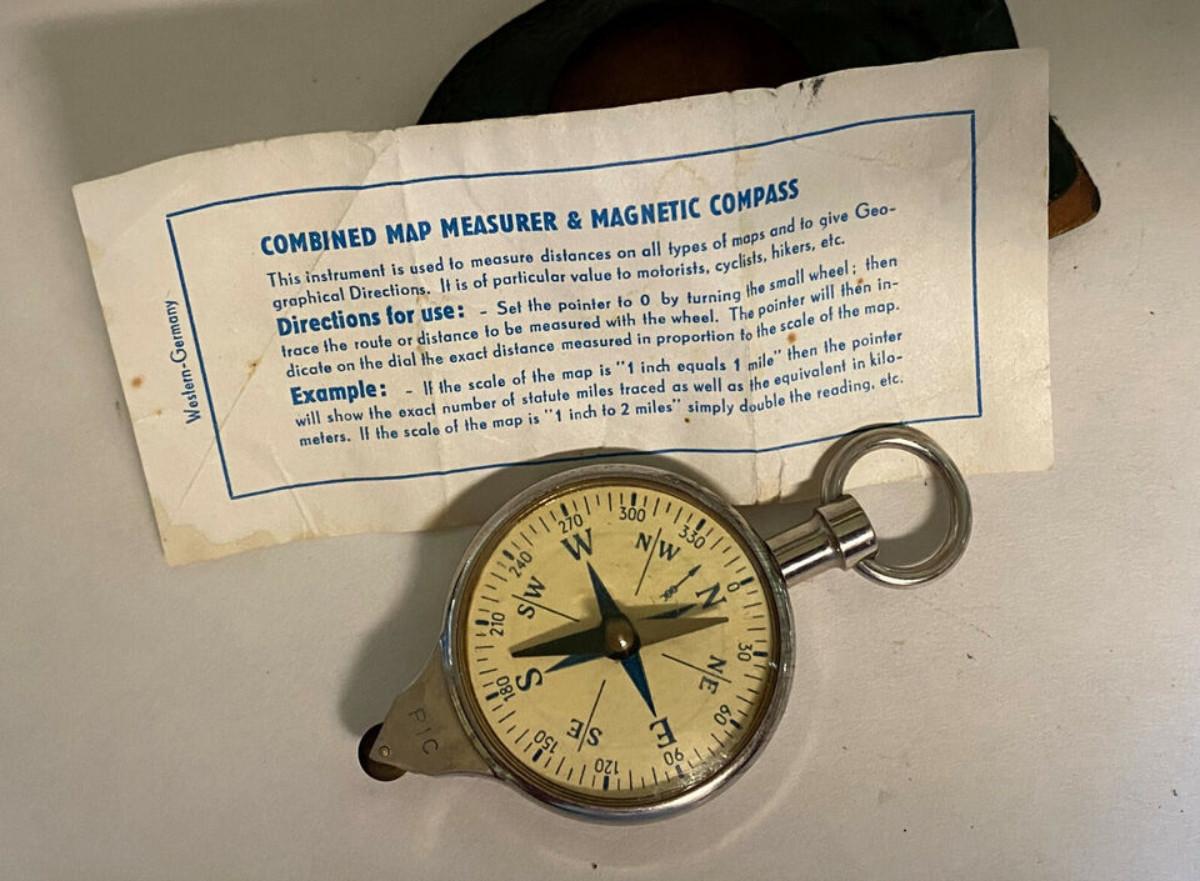 COMBINED MAP MEASURER & MAGNETIC COMPASS
This instrument is used to measure distances on all types of maps and to give Geo-
graphical Directions. It is of particular value to motorists, cyclists, hikers, etc.
Directions for use: - Set the pointer to 0 by turning the small wheel; then
trace the route or distance to be measured with the wheel. The pointer will then in-
dicate on the dial the exact distance measured in proportion to the scale of the map.
Example: - If the scale of the map is "1 inch equals 1 mile" then the pointer
will show the exact number of statute miles traced as well as the equivalent in kilo-
meters. If the scale of the map is "1 inch to 2 miles" simply double the reading, etc.
Western-Germany
270
300
330
0
30
60
90
120
150
180
210
240
W
N W
N
NE
E
SE
S
S W
PIC